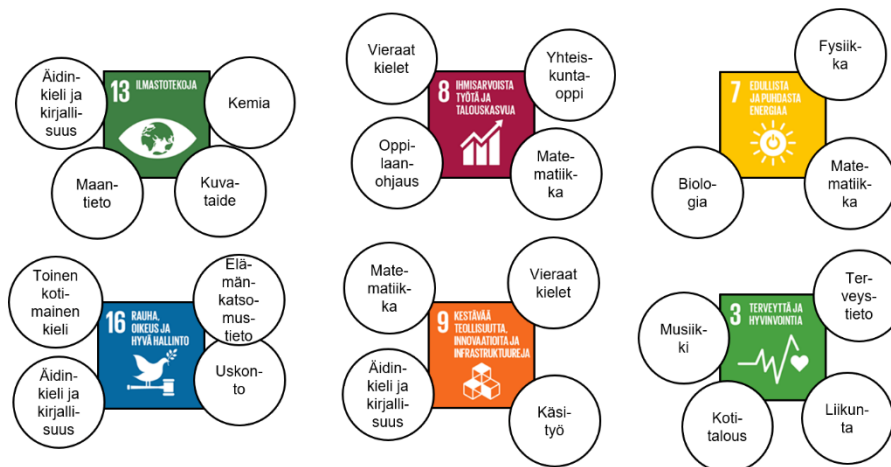 13 ILMASTOTEKOJA
Äidin-
kieli ja
kirjalli-
suus
Kemia
Maan-
tieto
Kuva-
taide
8 IHMISARVOISTA
TYÖTÄ JA
TALOUSKASVUA
Vieraat
kielet
Yhteis-
kunta-
oppi
Oppi-
laan-
ohjaus
Mate-
matiik-
ka
7 EDULLISTA
JA PUHDASTA
ENERGIAA
Fysiik-
ka
Biolo-
gia
Mate-
matiik-
ka
16 RAUHA,
OIKEUS JA
HYVÄ HALLINTO
Toinen
koti-
mainen
kieli
Elä-
män-
katso-
mus-
tieto
Äidin-
kieli ja
kirjalli-
suus
Uskon-
to
9 KESTÄVÄÄ
TEOLLISUUTTA,
INNOVAATIOITA JA
INFRASTRUKTUUREJA
Mate-
matiik-
ka
Vieraat
kielet
Äidin-
kieli ja
kirjalli-
suus
Käsi-
työ
3 TERVEYTTÄ JA
HYVINVOINTIA
Ter-
veys-
tieto
Musiik-
ki
Koti-
talous
Liikun-
ta